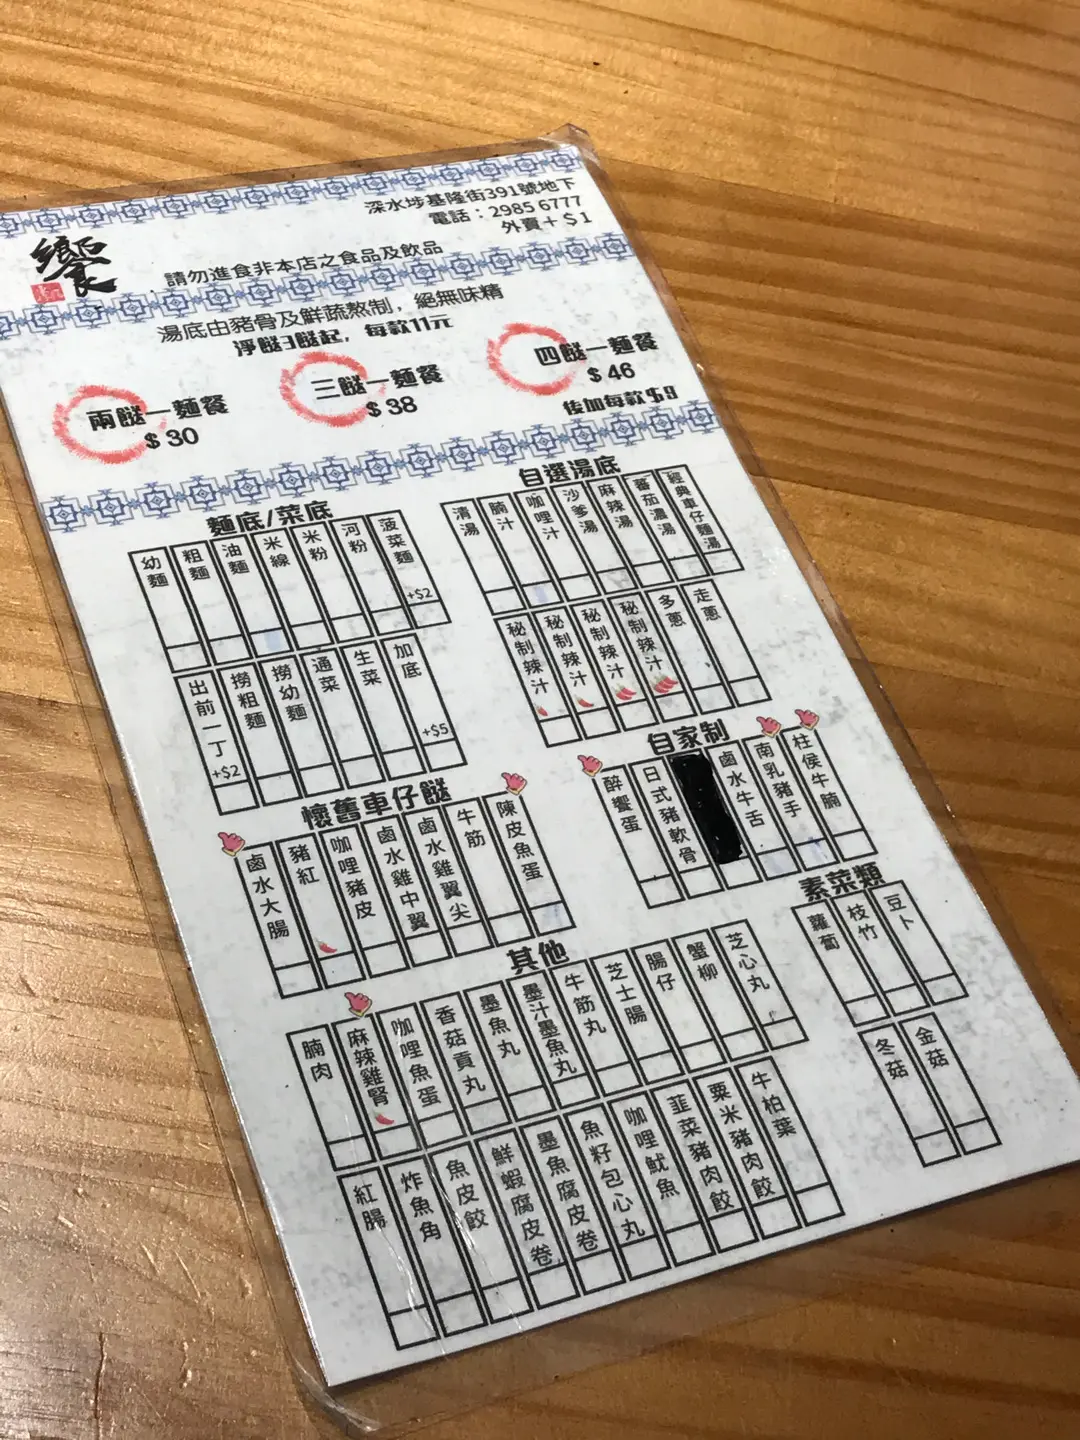 深水埗基隆街391號地下
電話：2985 6777
外賣＋$1
饗
請勿進食非本店之食品及飲品
湯底由豬骨及鮮蔬熬制，絕無味精
淨餸3餸起，每款11元
兩餸一麵餐
$30
三餸一麵餐
$38
四餸一麵餐
$46
後加每款$9
麵底/菜底
幼麵
粗麵
油麵
米線
米粉
河粉
菠菜麵
+$2
出前一丁
+$2
撈粗麵
撈幼麵
通菜
生菜
加底
+$5
自選湯底
清湯
腩汁
咖哩汁
沙爹湯
麻辣湯
蕃茄濃湯
經典車仔麵湯
秘制辣汁
秘制辣汁
秘制辣汁
秘制辣汁
多蔥
走蔥
懷舊車仔餸
鹵水大腸
豬紅
咖哩豬皮
鹵水雞中翼
鹵水雞翼尖
牛筋
陳皮魚蛋
自家制
醉饗蛋
日式豬軟骨
鹵水牛舌
南乳豬手
柱侯牛腩
素菜類
蘿蔔
枝竹
豆卜
冬菇
金菇
其他
腩肉
麻辣雞腎
咖哩魚蛋
香菇貢丸
墨魚丸
墨汁墨魚丸
牛筋丸
芝士腸
腸仔
蟹柳
芝心丸
紅腸
炸魚角
魚皮餃
鮮蝦腐皮卷
墨魚腐皮卷
魚籽包心丸
咖哩魷魚
韮菜豬肉餃
粟米豬肉餃
牛柏葉